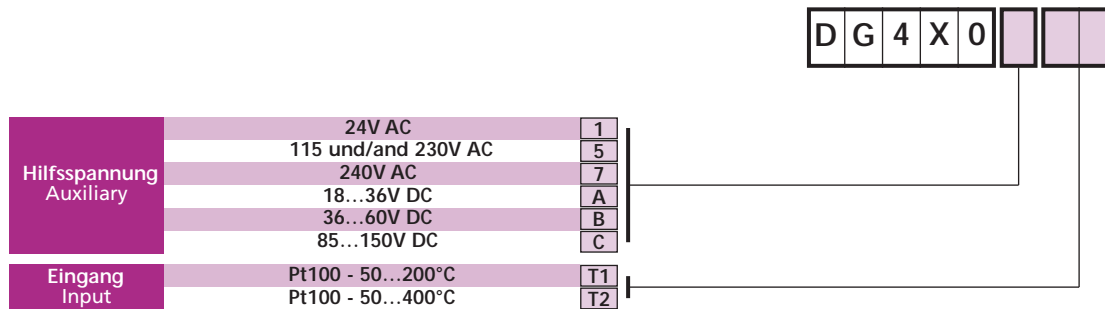 D G 4 X 0
24V AC 1
115 und/and 230V AC 5
Hilfsspannung 240V AC 7
Auxiliary 18...36V DC A
36...60V DC B
85...150V DC C
Eingang Pt100 - 50...200°C T1
Input Pt100 - 50...400°C T2